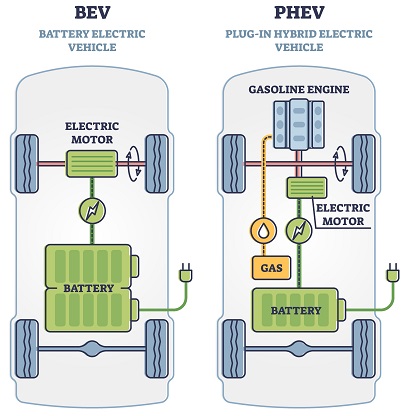 BEV
BATTERY ELECTRIC
VEHICLE
ELECTRIC
MOTOR
BATTERY
PHEV
PLUG-IN HYBRID ELECTRIC
VEHICLE
GASOLINE ENGINE
ELECTRIC
MOTOR
GAS
BATTERY